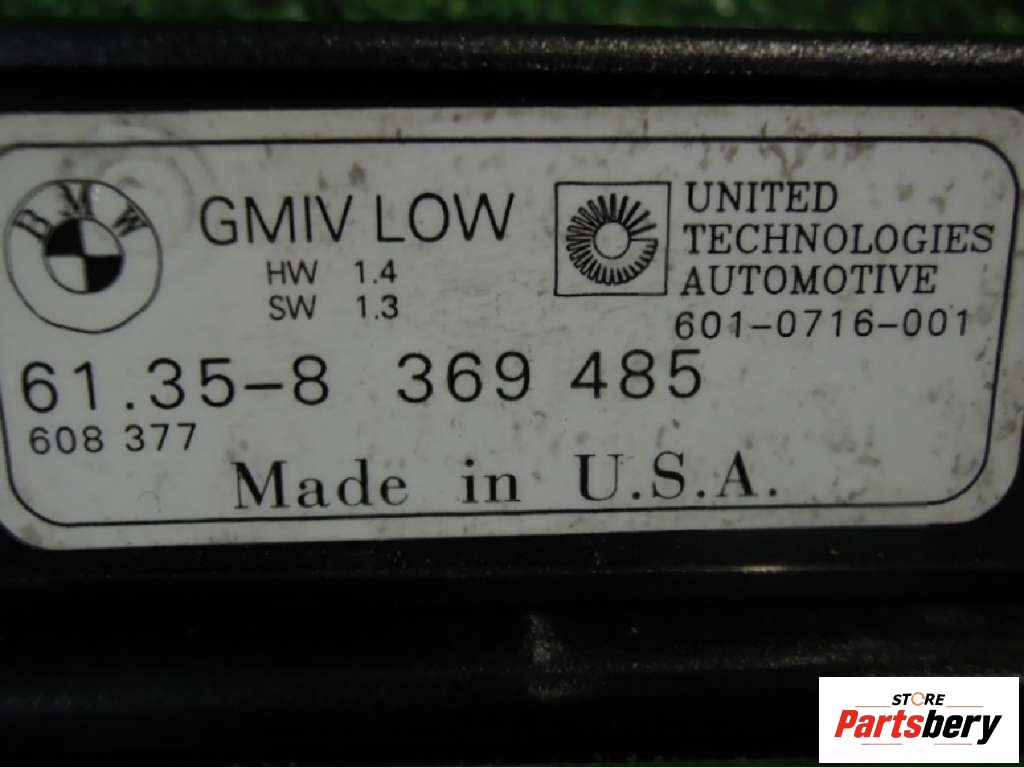 BMW
GMIV LOW
HW 1.4
SW 1.3
UNITED
TECHNOLOGIES
AUTOMOTIVE
601-0716-001
61.35-8 369 485
608 377
Made in U.S.A.
STORE
Partsbery